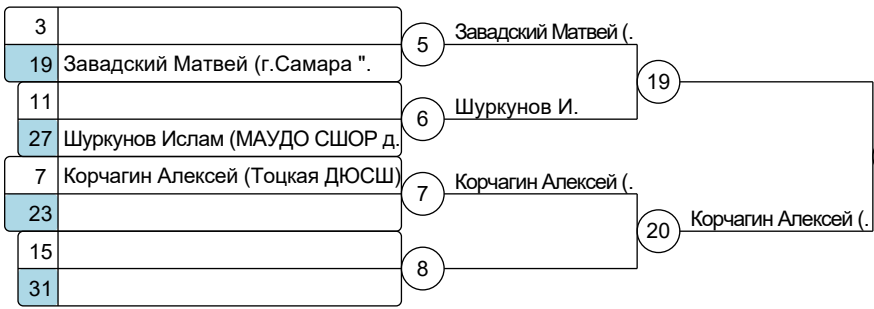 3
5
Завадский Матвей (.
19 Завадский Матвей (г.Самара ".
19
11
6
Шуркунов И.
27 Шуркунов Ислам (МАУДО СШОР д.
7 Корчагин Алексей (Тоцкая ДЮСШ)
7
Корчагин Алексей (.
23
20
Корчагин Алексей (.
15
8
31